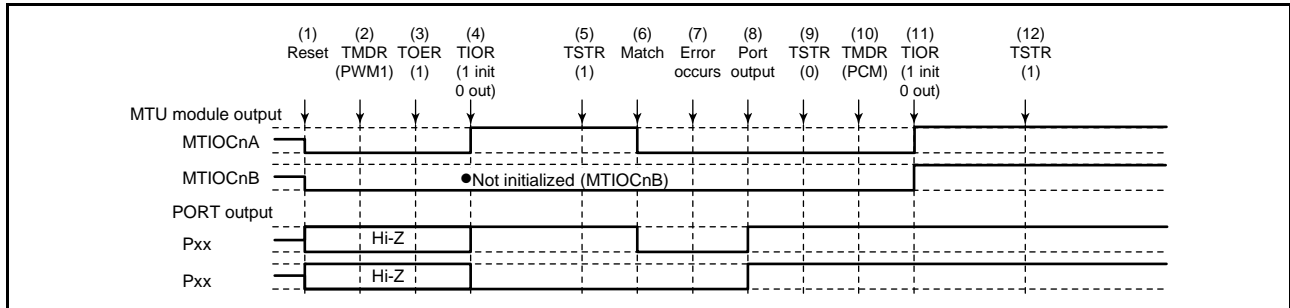 (1) (2) (3) (4) (5) (6) (7) (8) (9) (10) (11) (12)
Reset TMDR TOER TIOR TSTR Match Error Port TSTR TMDR TIOR TSTR
(PWM1) (1) (1 init (1) occurs output (0) (PCM) (1 init (1)
0 out) 0 out)
MTU module output
MTIOCnA
MTIOCnB ●Not initialized (MTIOCnB)
PORT output
Pxx Hi-Z
Pxx Hi-Z